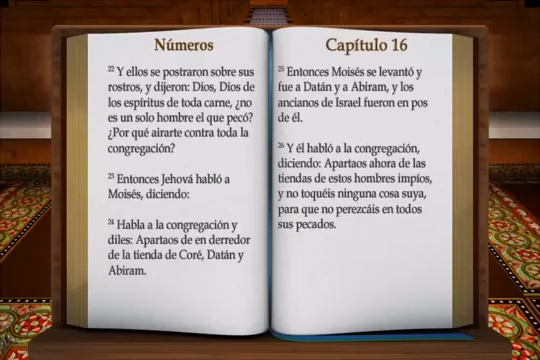 Números
²² Y ellos se postraron sobre sus
rostros, y dijeron: Dios, Dios de
los espíritus de toda carne, ¿no
es un solo hombre el que pecó?
¿Por qué airarte contra toda la
congregación?
²³ Entonces Jehová habló a
Moisés, diciendo:
²⁴ Habla a la congregación y
diles: Apartaos de en derredor
de la tienda de Coré, Datán y
Abiram.
Capítulo 16
²⁵ Entonces Moisés se levantó y
fue a Datán y a Abiram, y los
ancianos de Israel fueron en pos
de él.
²⁶ Y él habló a la congregación,
diciendo: Apartaos ahora de las
tiendas de estos hombres impíos,
y no toquéis ninguna cosa suya,
para que no perezcáis en todos
sus pecados.